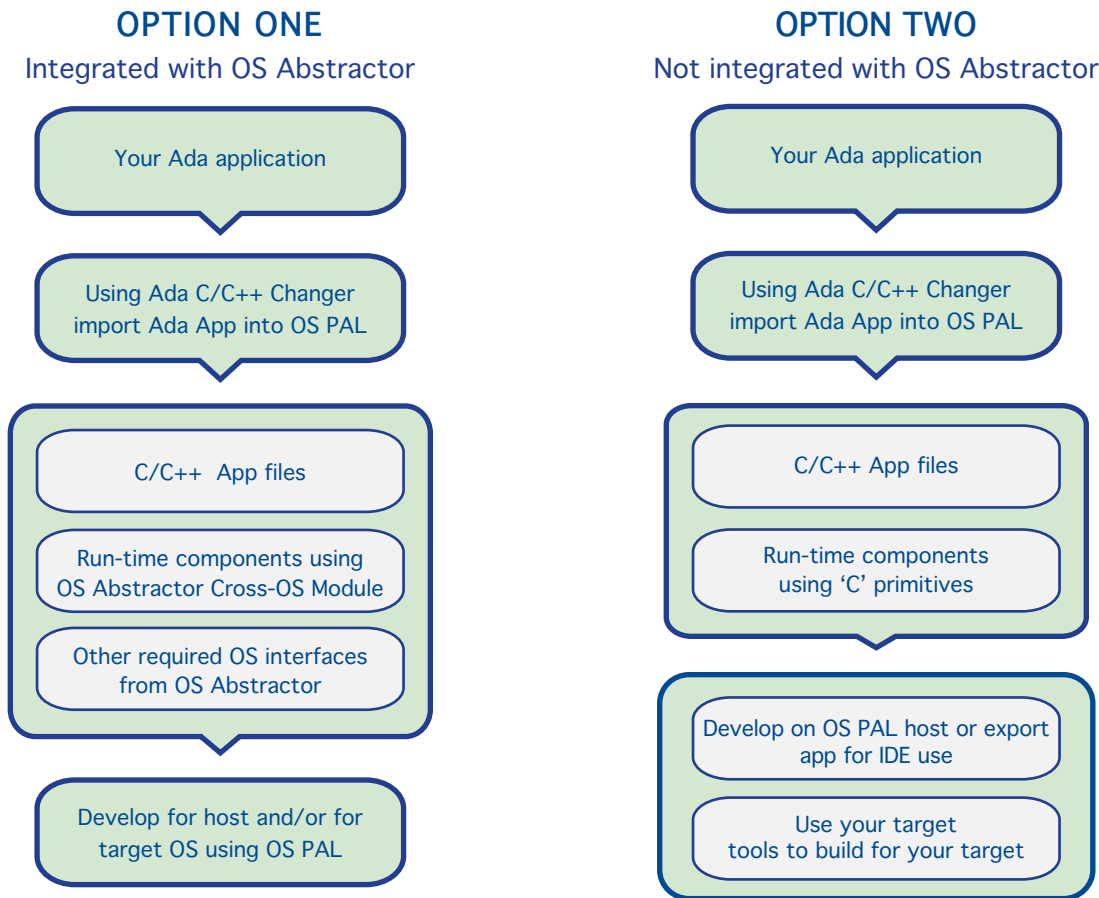 OPTION ONE
Integrated with OS Abstractor
Your Ada application
Using Ada C/C++ Changer
import Ada App into OS PAL
C/C++ App files
Run-time components using
OS Abstractor Cross-OS Module
Other required OS interfaces
from OS Abstractor
Develop for host and/or for
target OS using OS PAL
OPTION TWO
Not integrated with OS Abstractor
Your Ada application
Using Ada C/C++ Changer
import Ada App into OS PAL
C/C++ App files
Run-time components
using ‘C’ primitives
Develop on OS PAL host or export
app for IDE use
Use your target
tools to build for your target